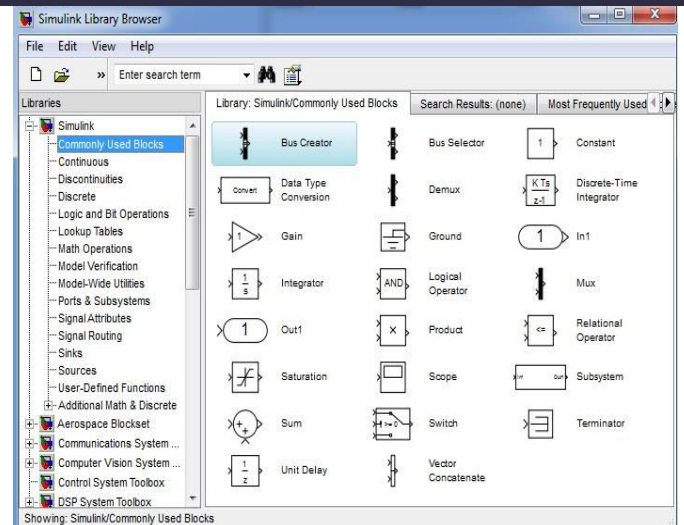 Simulink Library Browser
File Edit View Help
» Enter search term
Libraries
Library: Simulink/Commonly Used Blocks
Search Results: (none)
Most Frequently Used
Simulink
Commonly Used Blocks
Continuous
Discontinuities
Discrete
Logic and Bit Operations
Lookup Tables
Math Operations
Model Verification
Model-Wide Utilities
Ports & Subsystems
Signal Attributes
Signal Routing
Sinks
Sources
User-Defined Functions
Additional Math & Discrete
Aerospace Blockset
Communications System ...
Computer Vision System ...
Control System Toolbox
DSP System Toolbox
Bus Creator
Bus Selector
1
Constant
Convert
Data Type
Conversion
Demux
K Ts
z-1
Discrete-Time
Integrator
1
Gain
Ground
1
In1
1
s
Integrator
AND
Logical
Operator
Mux
1
Out1
×
Product
<=
Relational
Operator
Saturation
Scope
Subsystem
+
+
Sum
Switch
Terminator
1
z
Unit Delay
Vector
Concatenate
Showing: Simulink/Commonly Used Blocks